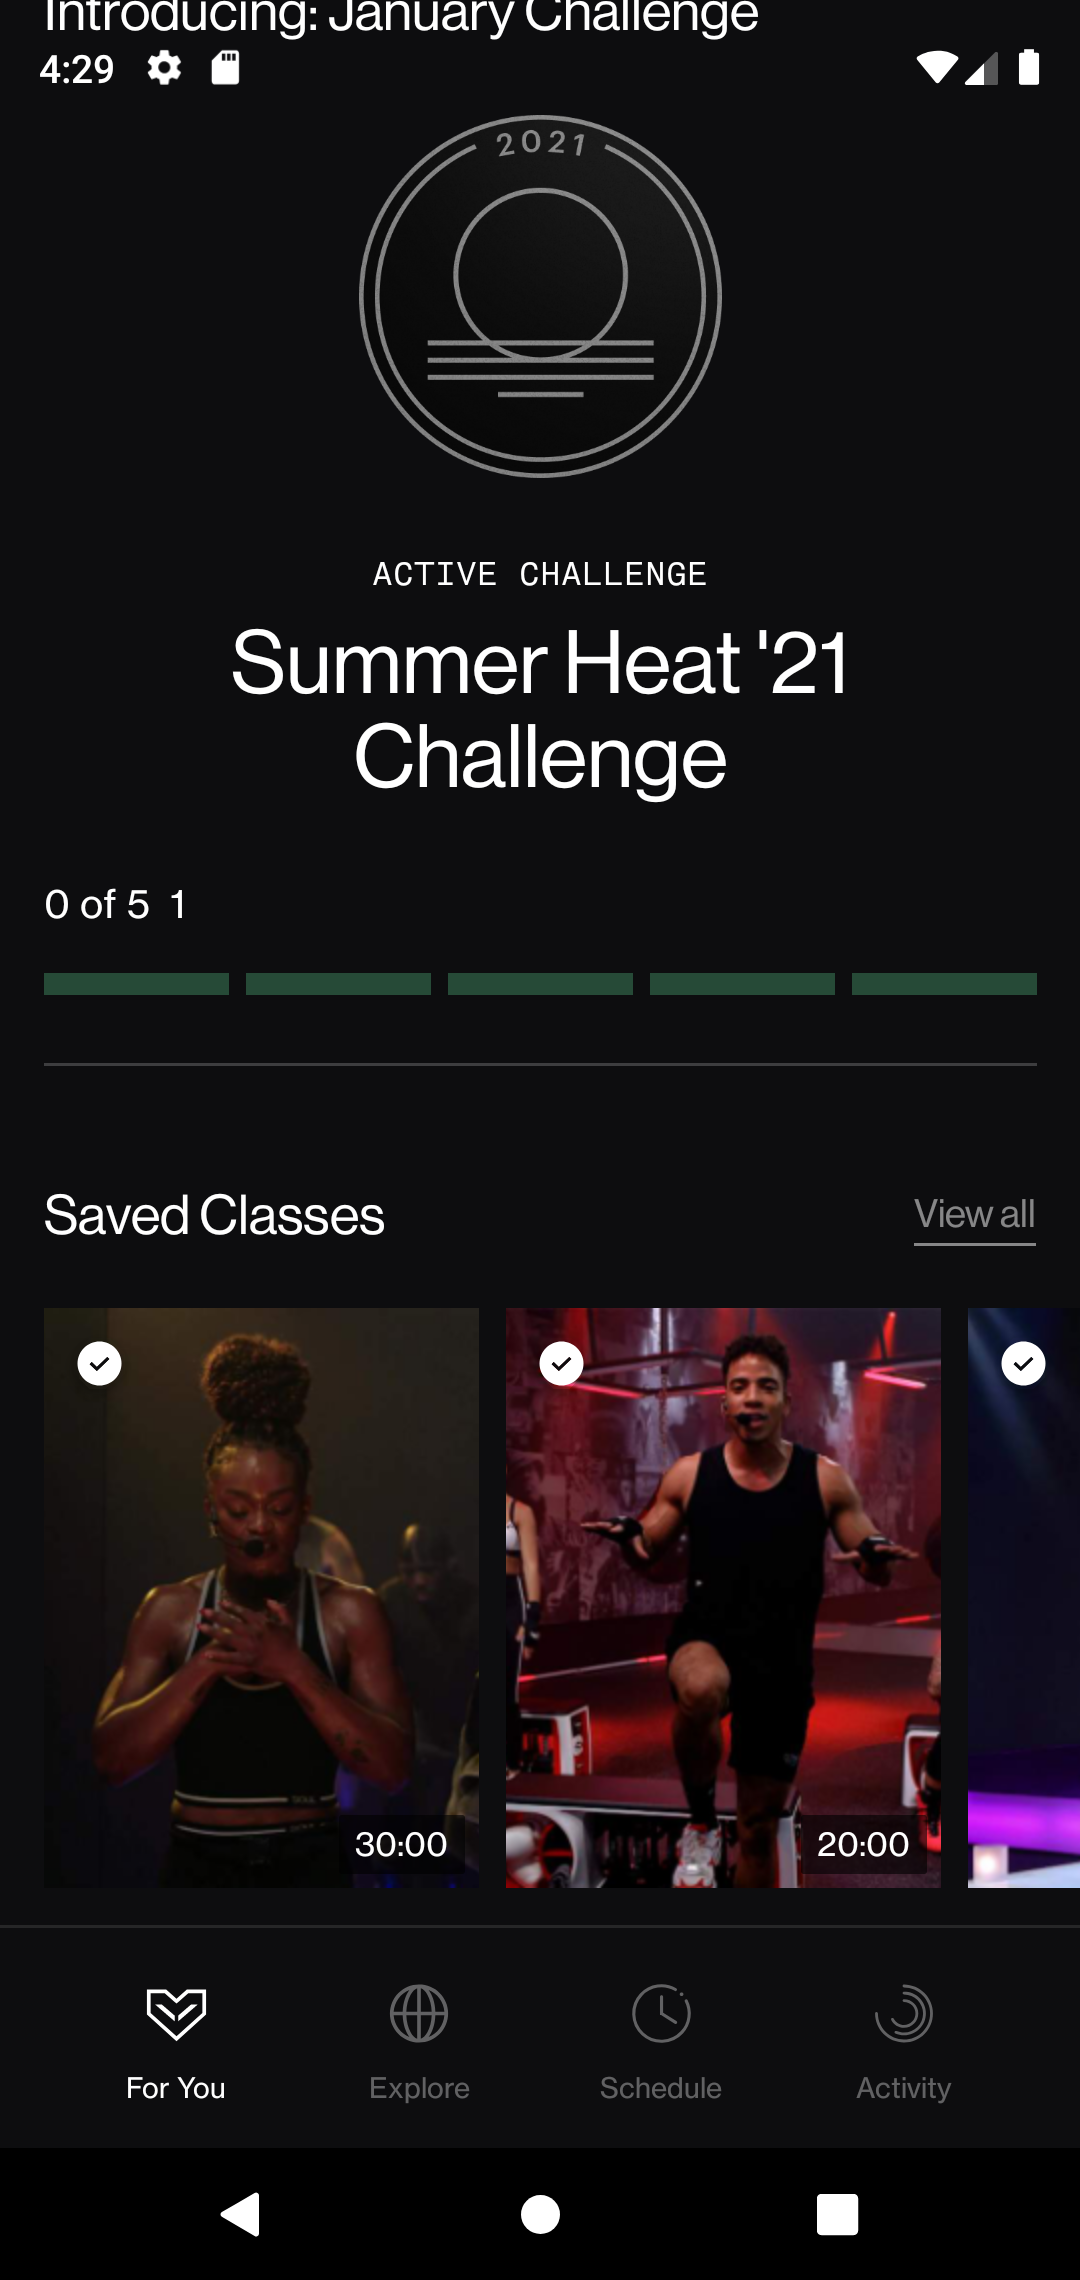 Introducing: January Challenge
4:29
2021
ACTIVE CHALLENGE
Summer Heat '21
Challenge
0 of 5 1
Saved Classes
View all
30:00
20:00
For You
Explore
Schedule
Activity